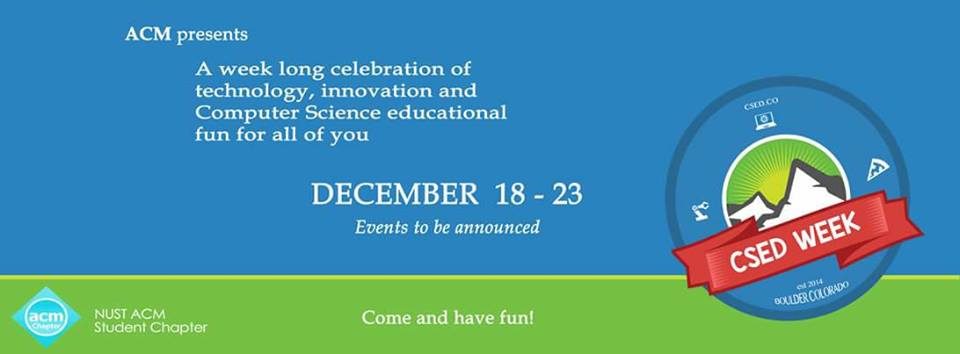 ACM presents
A week long celebration of
technology, innovation and
Computer Science educational
fun for all of you
DECEMBER 18 - 23
Events to be announced
CSED.CO
CSED WEEK
est 2014
BOULDER COLORADO
acm
Chapter
NUST ACM
Student Chapter
Come and have fun!